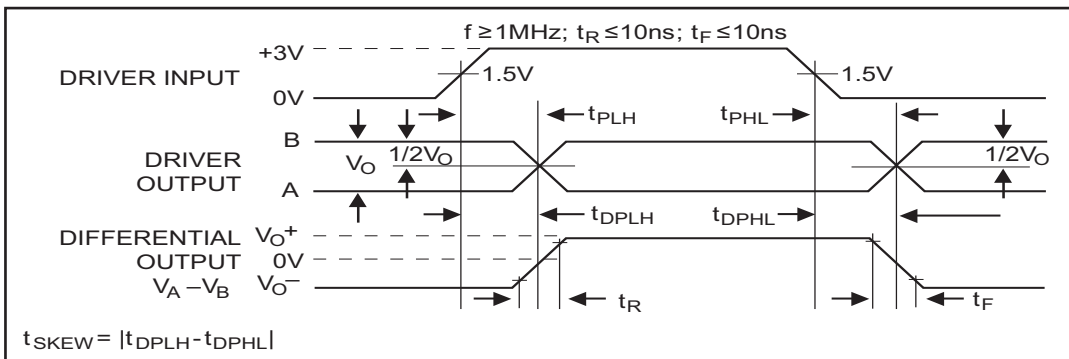 f ≥ 1MHz; tR ≤ 10ns; tF ≤ 10ns
+3V
DRIVER INPUT
1.5V
1.5V
0V
tPLH
tPHL
B
DRIVER OUTPUT
VO
1/2VO
1/2VO
A
tDPLH
tDPHL
DIFFERENTIAL OUTPUT
VO+
0V
VA – VB
VO–
tR
tF
tSKEW = |tDPLH - tDPHL|